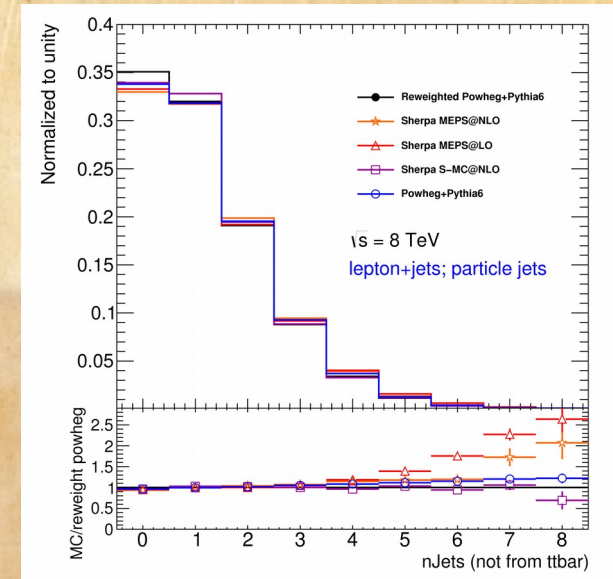 Normalized to unity
0.4
0.35
0.3
0.25
0.2
0.15
0.1
0.05
Reweighted Powheg+Pythia6
Sherpa MEPS@NLO
Sherpa MEPS@LO
Sherpa S-MC@NLO
Powheg+Pythia6
√s = 8 TeV
lepton+jets; particle jets
MC/reweight powheg
2.5
2
1.5
1
0.5
0
0 1 2 3 4 5 6 7 8
nJets (not from ttbar)